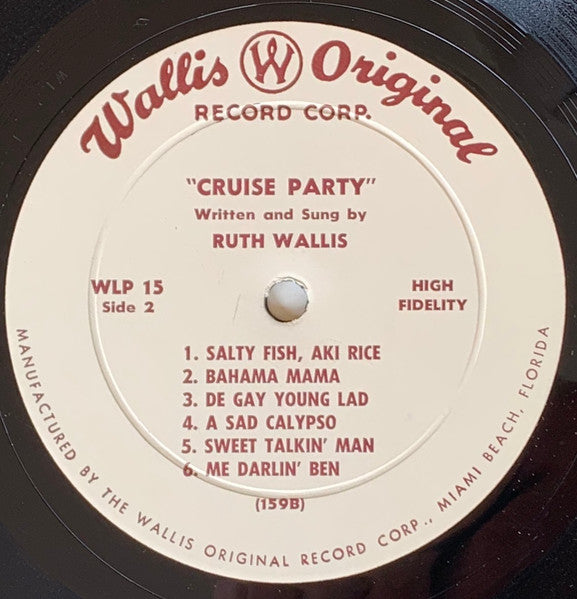 Wallis W Original
RECORD CORP.
"CRUISE PARTY"
Written and Sung by
RUTH WALLIS
WLP 15
Side 2
HIGH
FIDELITY
1. SALTY FISH, AKI RICE
2. BAHAMA MAMA
3. DE GAY YOUNG LAD
4. A SAD CALYPSO
5. SWEET TALKIN' MAN
6. ME DARLIN' BEN
(159B)
MANUFACTURED BY THE WALLIS ORIGINAL RECORD CORP., MIAMI BEACH, FLORIDA